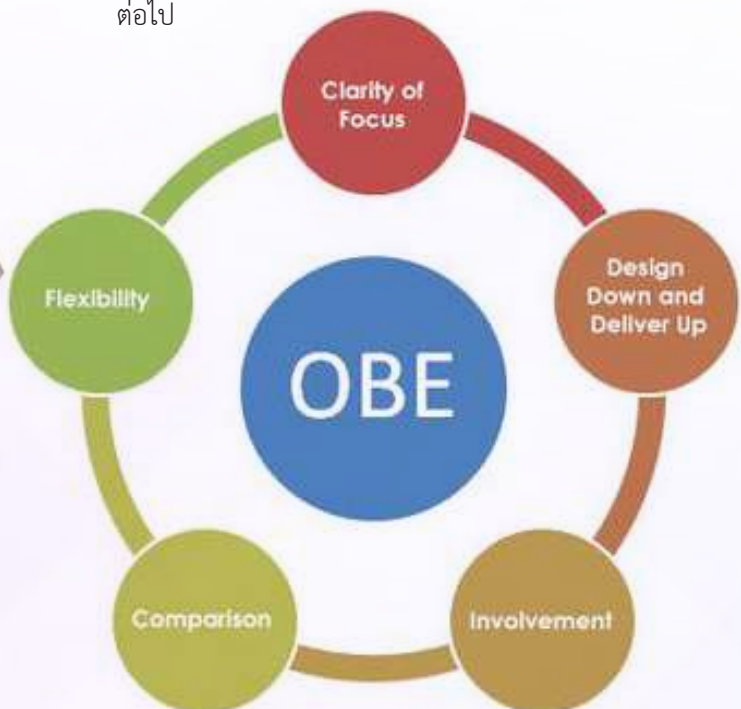 ต่อไป
Clarity of
Focus
Design
Down and
Deliver Up
Involvement
Comparison
Flexibility
OBE